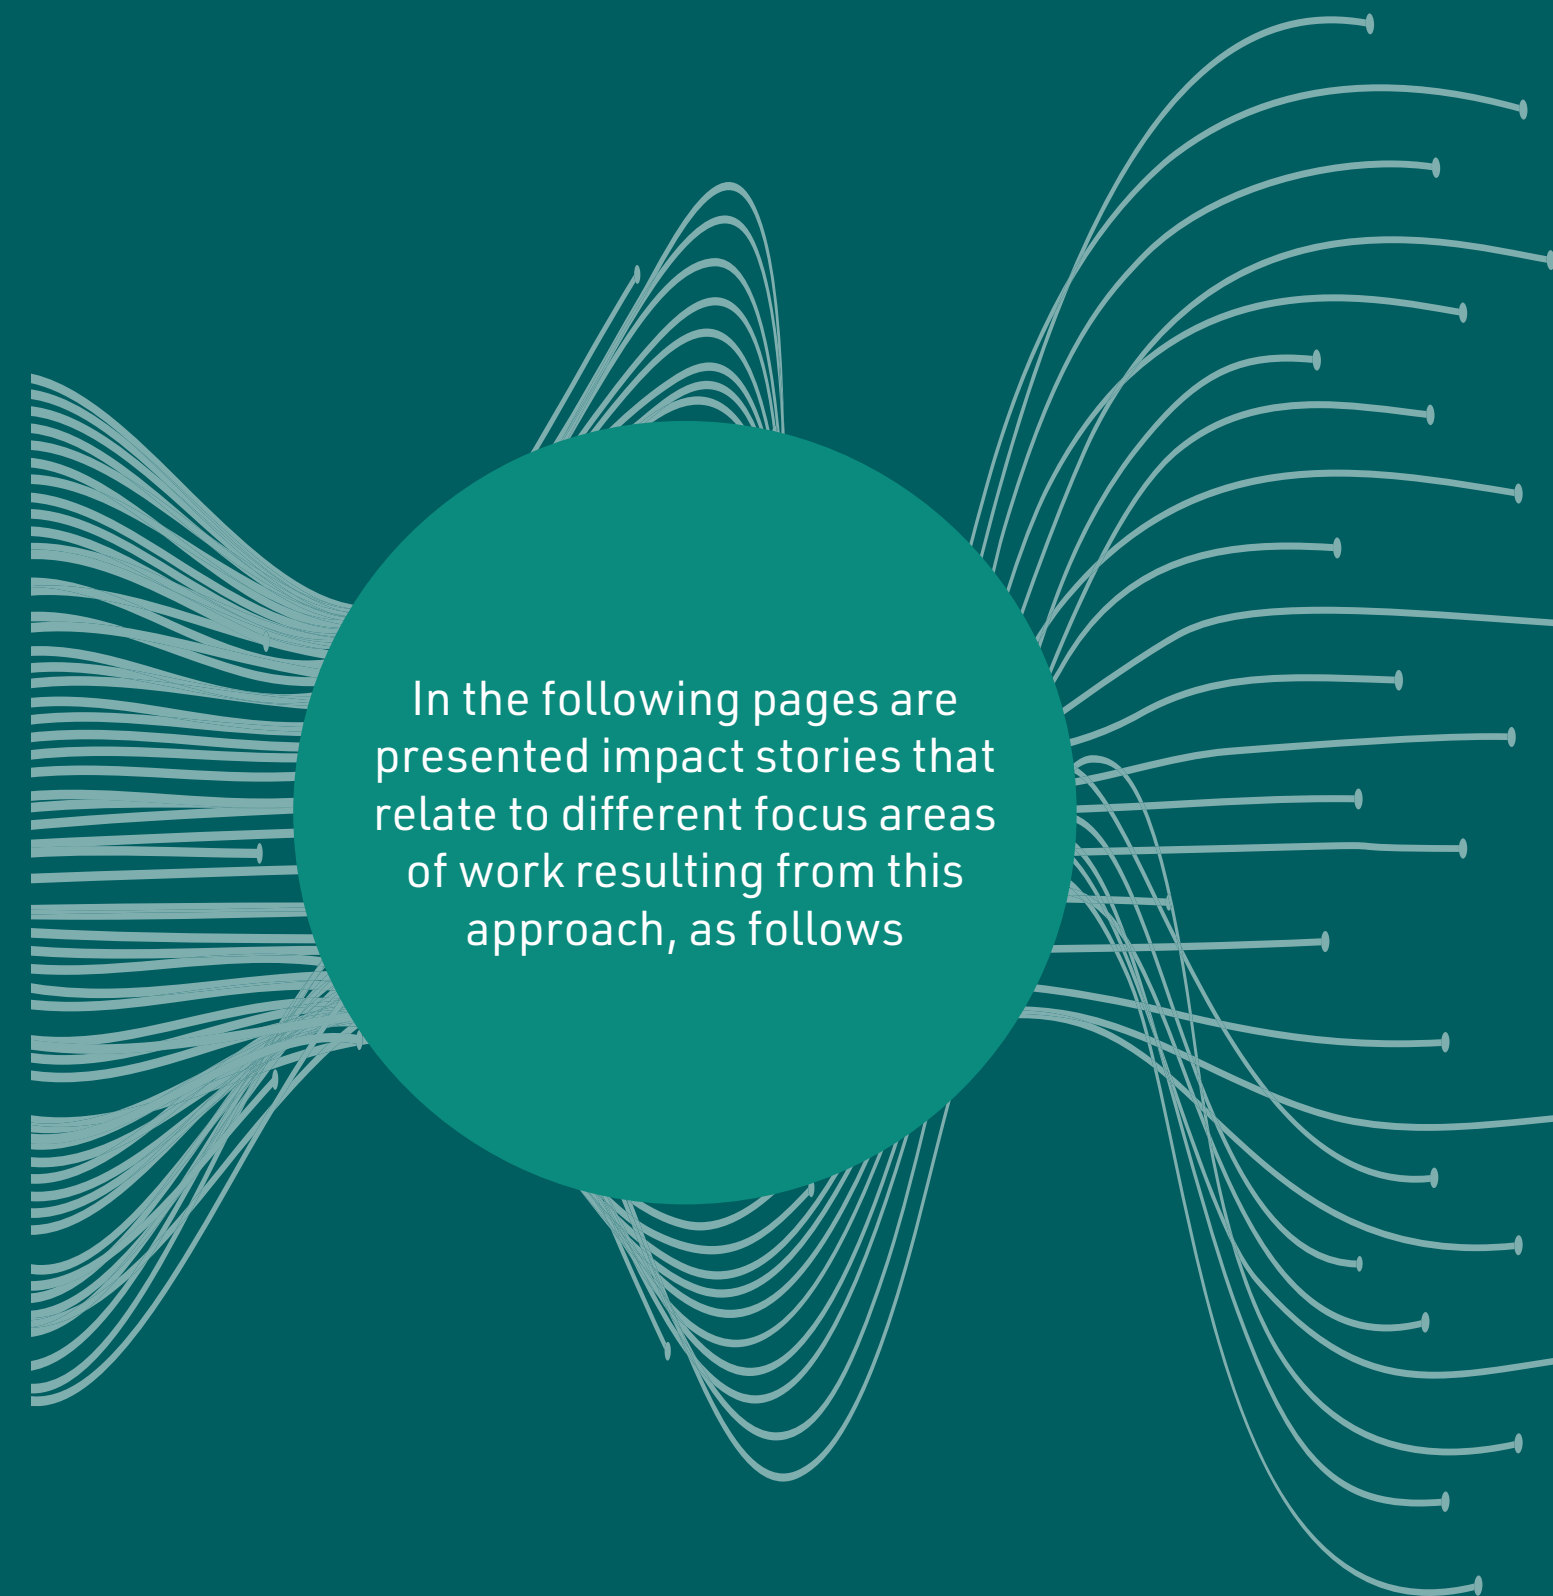 In the following pages are
presented impact stories that
relate to different focus areas
of work resulting from this
approach, as follows